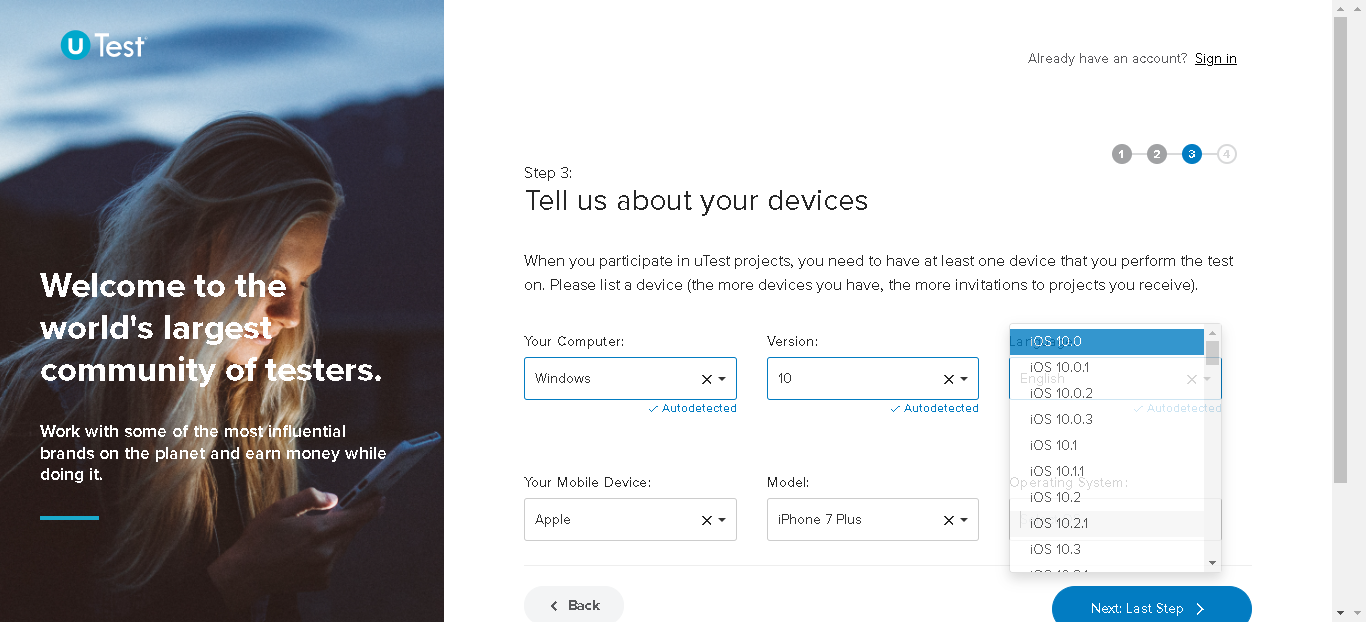 uTest
Already have an account? Sign in
1 2 3 4
Step 3:
Tell us about your devices
Welcome to the
world's largest
community of testers.
Work with some of the most influential
brands on the planet and earn money while
doing it.
When you participate in uTest projects, you need to have at least one device that you perform the test
on. Please list a device (the more devices you have, the more invitations to projects you receive).
Your Computer:
Windows
Autodetected
Version:
10
Autodetected
English
Autodetected
Your Mobile Device:
Apple
Model:
iPhone 7 Plus
Operating System:
iOS 10.0
iOS 10.0.1
iOS 10.0.2
iOS 10.0.3
iOS 10.1
iOS 10.1.1
iOS 10.2
iOS 10.2.1
iOS 10.3
Back
Next: Last Step